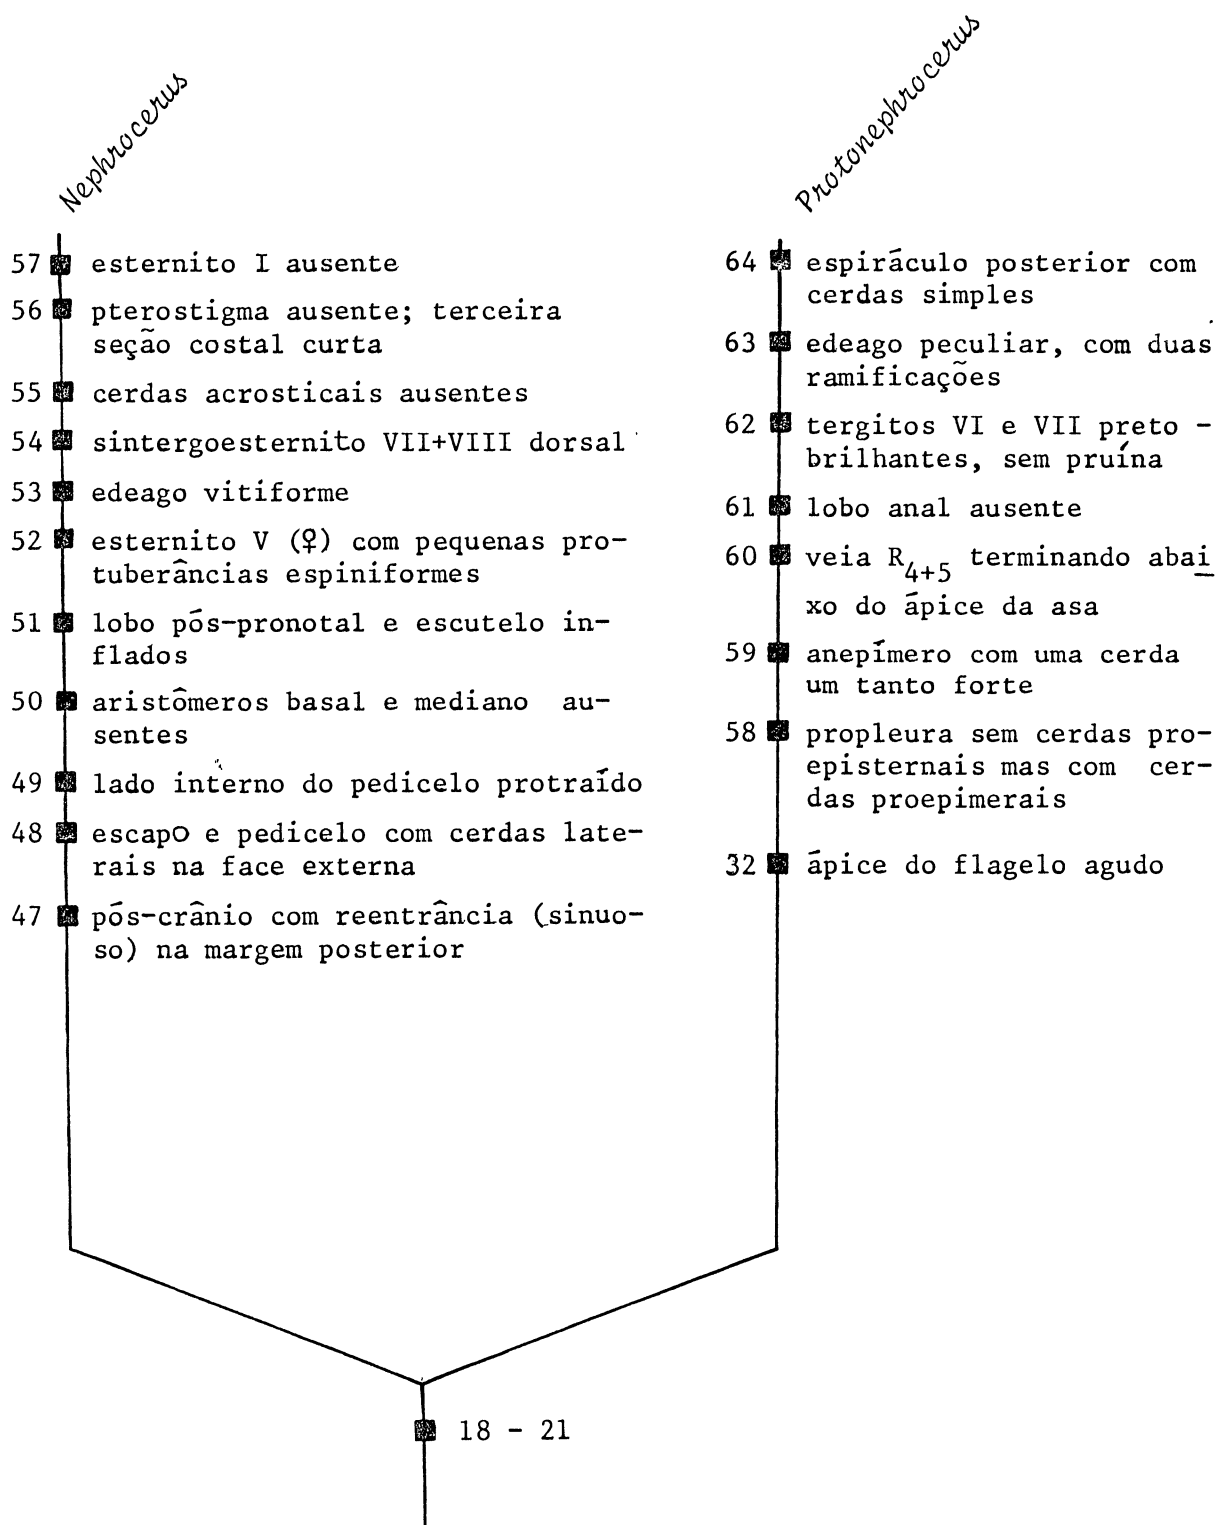 Nephrocerus
57 esternito I ausente
56 pterostigma ausente; terceira
seção costal curta
55 cerdas acrosticais ausentes
54 sintergoesternito VII+VIII dorsal
53 edeago vitiforme
52 esternito V (♀) com pequenas pro-
tuberâncias espiniformes
51 lobo pós-pronotal e escutelo in-
flados
50 aristômeros basal e mediano au-
sentes
49 lado interno do pedicelo protraído
48 escapo e pedicelo com cerdas late-
rais na face externa
47 pós-crânio com reentrância (sinuo-
so) na margem posterior
Protonephrocerus
64 espiráculo posterior com
cerdas simples
63 edeago peculiar, com duas
ramificações
62 tergitos VI e VII preto -
brilhantes, sem pruína
61 lobo anal ausente
60 veia R4+5 terminando abai
xo do ápice da asa
59 anepímero com uma cerda
um tanto forte
58 propleura sem cerdas pro-
episternais mas com cer-
das proepimerais
32 ápice do flagelo agudo
18 - 21